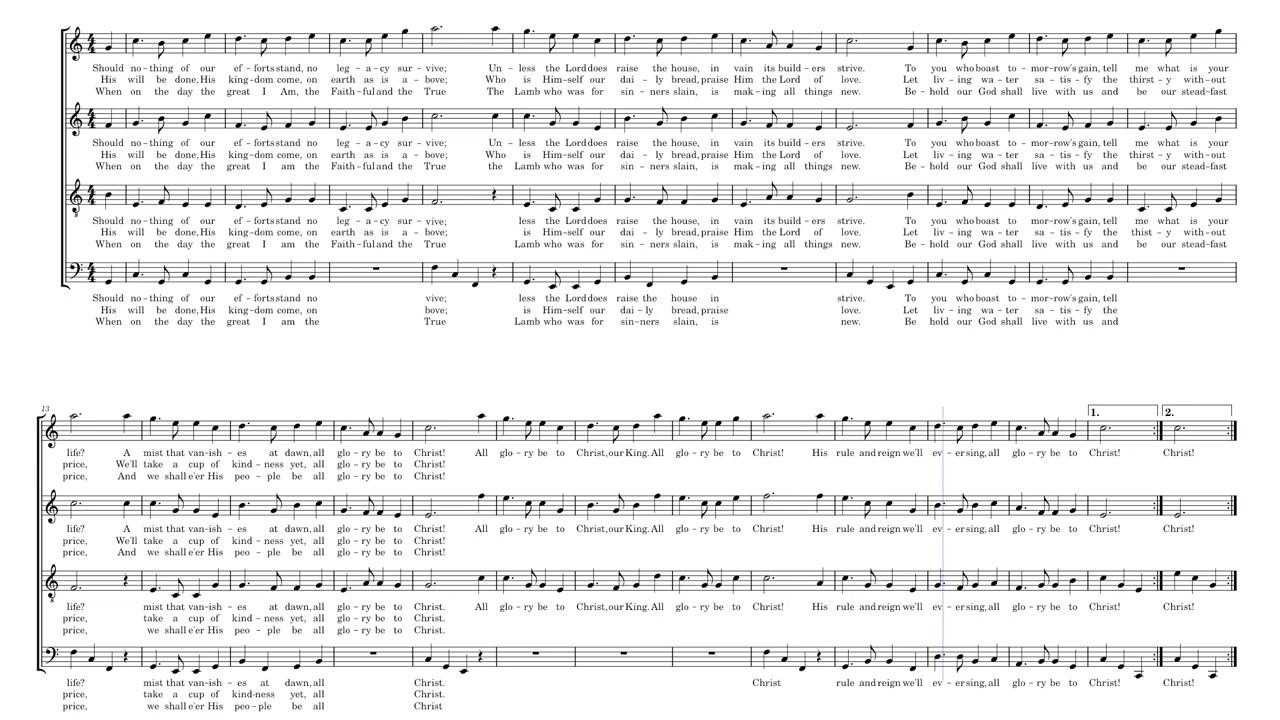 Should no – thing of our ef – forts stand, no leg – a – cy sur – vive; Un – less the Lord does raise the house, in vain its build – ers strive. To you who boast to – mor – row's gain, tell me what is your
His will be done, His king – dom come, on earth as is a – bove; Who is Him – self our dai – ly bread, praise Him the Lord of love. Let liv – ing wa – ter sa – tis – fy the thirst – y with – out
When on the day the great I Am, the Faith – ful and the True The Lamb who was for sin – ners slain, is mak – ing all things new. Be – hold our God shall live with us and be our stead – fast
Should no – thing of our ef – forts stand, no leg – a – cy sur – vive; Un – less the Lord does raise the house, in vain its build – ers strive. To you who boast to – mor – row's gain, tell me what is your
His will be done, His king – dom come, on earth as is a – bove; Who is Him – self our dai – ly bread, praise Him the Lord of love. Let liv – ing wa – ter sa – tis – fy the thirst – y with – out
When on the day the great I Am, the Faith – ful and the True the Lamb who was for sin – ners slain, is mak – ing all things new. Be – hold our God shall live with us and be our stead – fast
Should no – thing of our ef – forts stand, no leg – a – cy sur – vive; less the Lord does raise the house, in vain its build – ers strive. To you who boast to – mor – row's gain, tell me what is your
His will be done, His king – dom come, on earth as is a – bove; is Him – self our dai – ly bread, praise Him the Lord of love. Let liv – ing wa – ter sa – tis – fy the thist – y with – out
When on the day the great I am the Faith – ful and the True Lamb who was for sin – ners slain, is mak – ing all things new. Be – hold our God shall live with us and be our stead – fast
Should no – thing of our ef – forts stand no vive; less the Lord does raise the house in strive. To you who boast to – mor – row's gain, tell
His will be done, His king – dom come, on bove; is Him – self our dai – ly bread, praise love. Let liv – ing wa – ter sa – tis – fy the
When on the day the great I am the True Lamb who was for sin – ners slain, is new. Be hold our God shall live with us and
13 1. 2.
life? A mist that van – ish – es at dawn, all glo – ry be to Christ! All glo – ry be to Christ, our King. All glo – ry be to Christ! His rule and reign we'll ev – er sing, all glo – ry be to Christ! Christ!
price, We'll take a cup of kind – ness yet, all glo – ry be to Christ!
price, And we shall e'er His peo – ple be all glo – ry be to Christ!
life? A mist that van – ish – es at dawn, all glo – ry be to Christ! All glo – ry be to Christ, our King. All glo – ry be to Christ! His rule and reign we'll ev – er sing, all glo – ry be to Christ! Christ!
price, We'll take a cup of kind – ness yet, all glo – ry be to Christ!
price, And we shall e'er His peo – ple be all glo – ry be to Christ!
life? mist that van – ish – es at dawn, all glo – ry be to Christ. All glo – ry be to Christ, our King. All glo – ry be to Christ! His rule and reign we'll ev – er sing, all glo – ry be to Christ! Christ!
price, take a cup of kind – ness yet, all glo – ry be to Christ.
price, we shall e'er His peo – ple be all glo – ry be to Christ.
life? mist that van – ish – es at dawn, all Christ. Christ rule and reign we'll ev – er sing, all glo – ry be to Christ! Christ!
price, take a cup of kind-ness yet, all Christ.
price, we shall e'er His peo – ple be all Christ